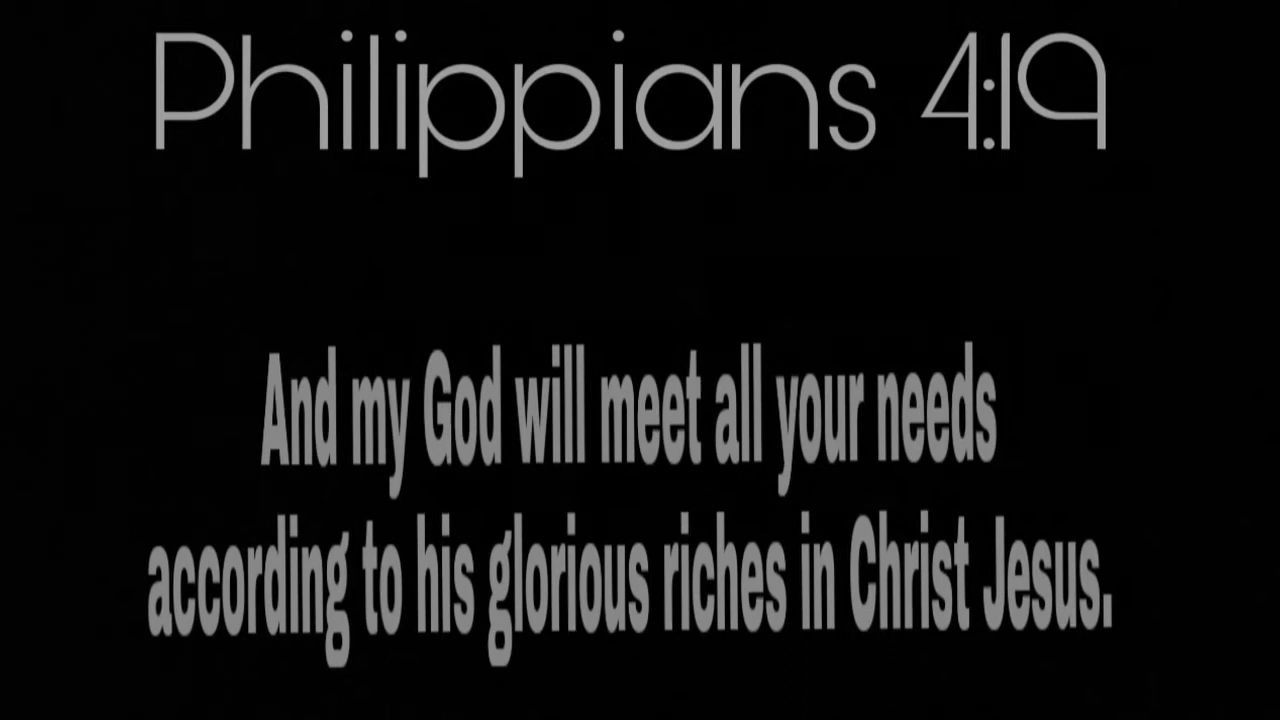 Philippians 4:19
And my God will meet all your needs
according to his glorious riches in Christ Jesus.